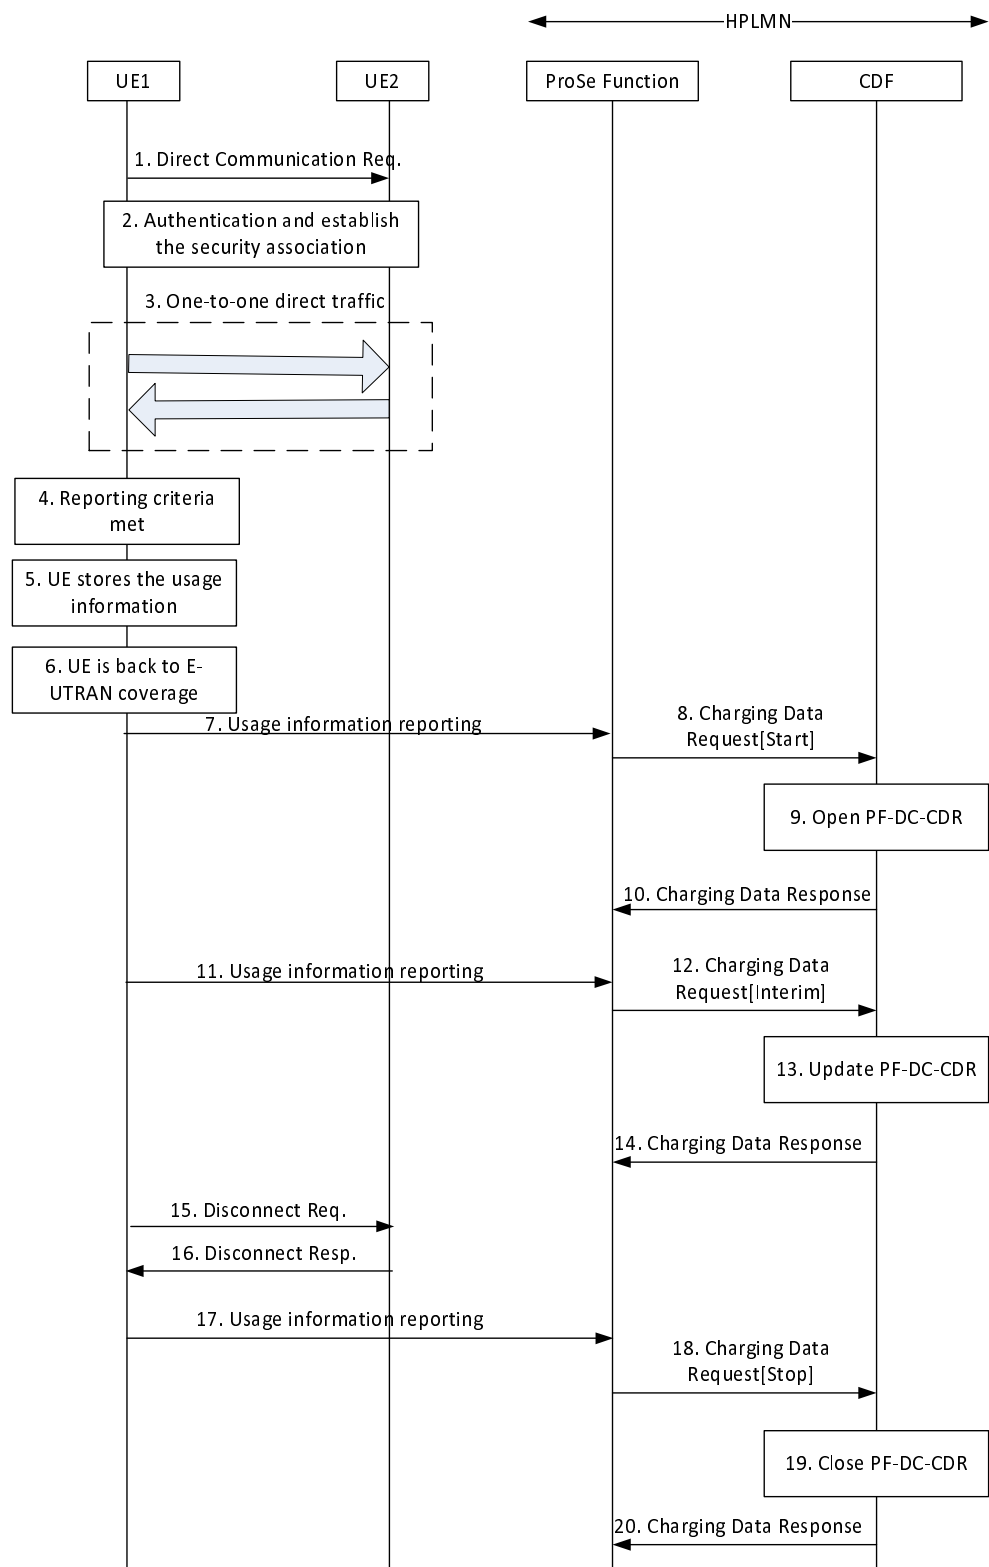 HPLMN
UE1
UE2
ProSe Function
CDF
1. Direct Communication Req.
2. Authentication and establish
the security association
3. One-to-one direct traffic
4. Reporting criteria
met
5. UE stores the usage
information
6. UE is back to E-
UTRAN coverage
7. Usage information reporting
8. Charging Data
Request[Start]
9. Open PF-DC-CDR
10. Charging Data Response
11. Usage information reporting
12. Charging Data
Request[Interim]
13. Update PF-DC-CDR
14. Charging Data Response
15. Disconnect Req.
16. Disconnect Resp.
17. Usage information reporting
18. Charging Data
Request[Stop]
19. Close PF-DC-CDR
20. Charging Data Response